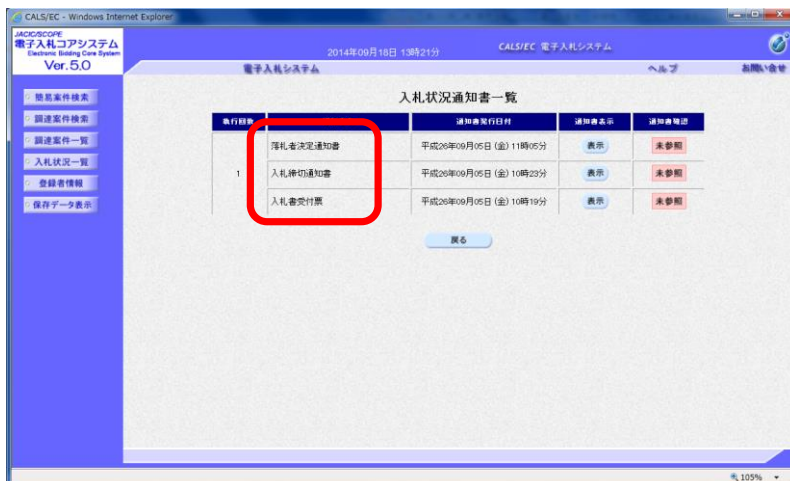 CALS/EC - Windows Internet Explorer
JACIC/SCOPE
電子入札コアシステム
Electronic Bidding Core System
Ver.5.0
2014年09月18日 13時21分
CALS/EC 電子入札システム
電子入札システム
ヘルプ
お問い合せ
簡易案件検索
調達案件検索
調達案件一覧
入札状況一覧
登録者情報
保存データ表示
入札状況通知書一覧
執行回数 通知書発行日付 通知書表示 通知書確認
落札者決定通知書 平成26年09月05日 (金) 11時05分 表示 未参照
1 入札締切通知書 平成26年09月05日 (金) 10時23分 表示 未参照
入札書受付票 平成26年09月05日 (金) 10時19分 表示 未参照
戻る
105%